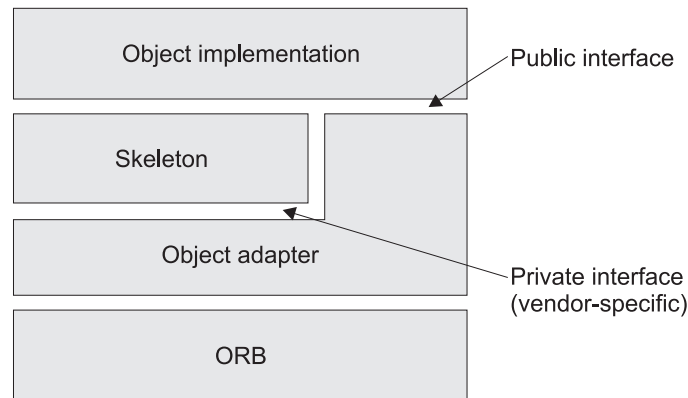 Object implementation
Public interface
Skeleton
Object adapter
Private interface
(vendor-specific)
ORB